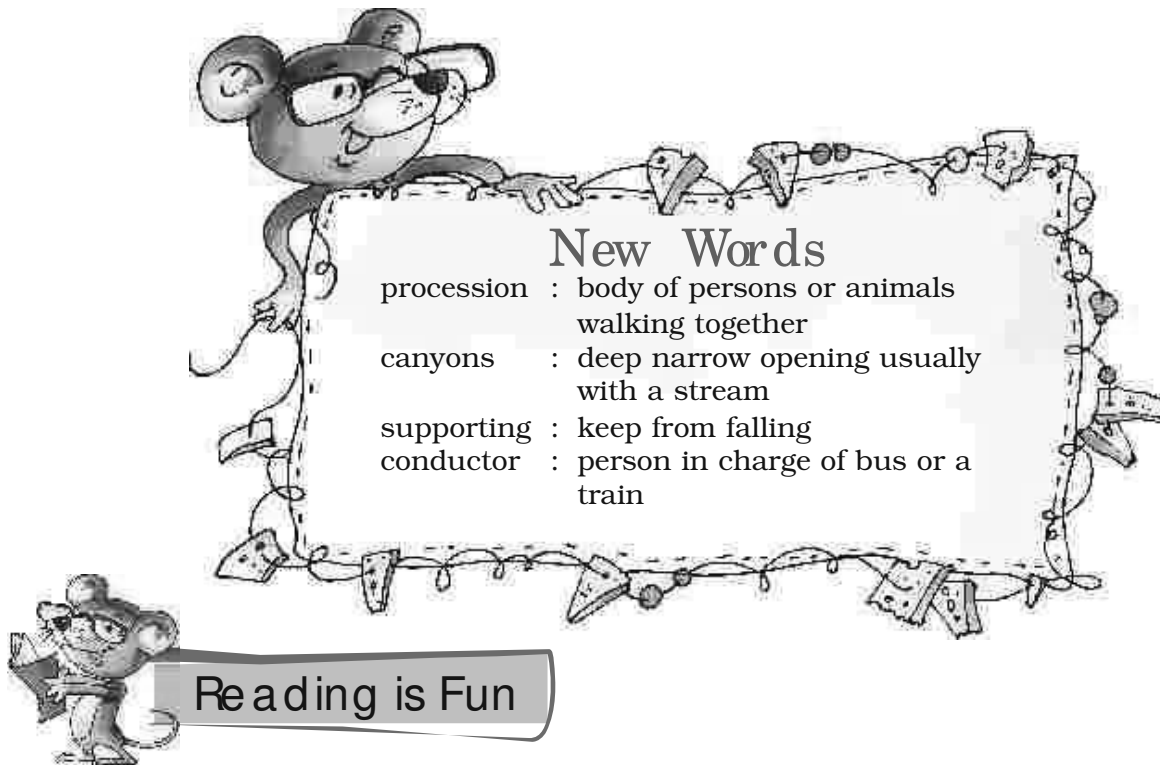 New Words
procession : body of persons or animals
walking together
canyons : deep narrow opening usually
with a stream
supporting : keep from falling
conductor : person in charge of bus or a
train
Reading is Fun